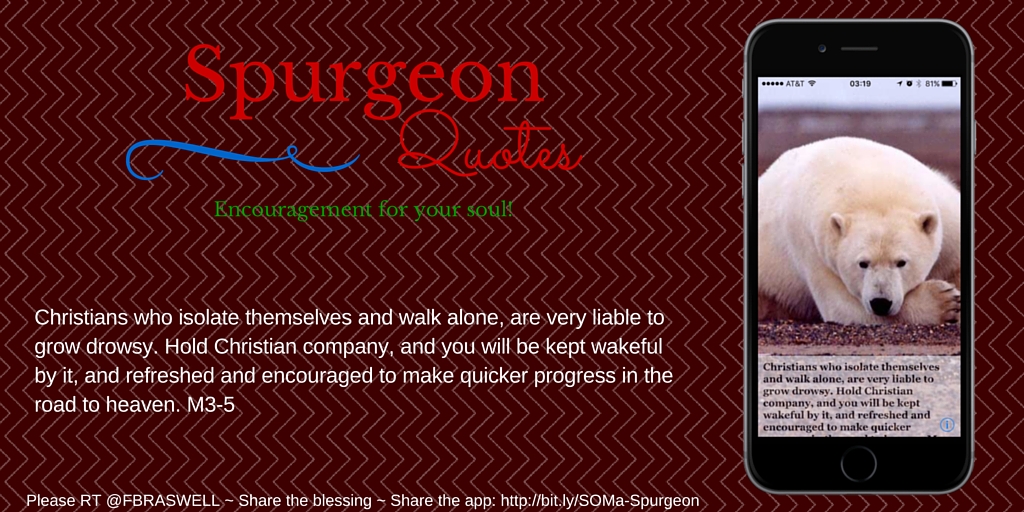 Spurgeon
Quotes
Encouragement for your soul!
Christians who isolate themselves and walk alone, are very liable to
grow drowsy. Hold Christian company, and you will be kept wakeful
by it, and refreshed and encouraged to make quicker progress in the
road to heaven. M3-5
Please RT @FBRASWELL ~ Share the blessing ~ Share the app: http://bit.ly/SOMa-Spurgeon
AT&T 03:19 81%
Christians who isolate themselves
and walk alone, are very liable to
grow drowsy. Hold Christian
company, and you will be kept
wakeful by it, and refreshed and
encouraged to make quicker